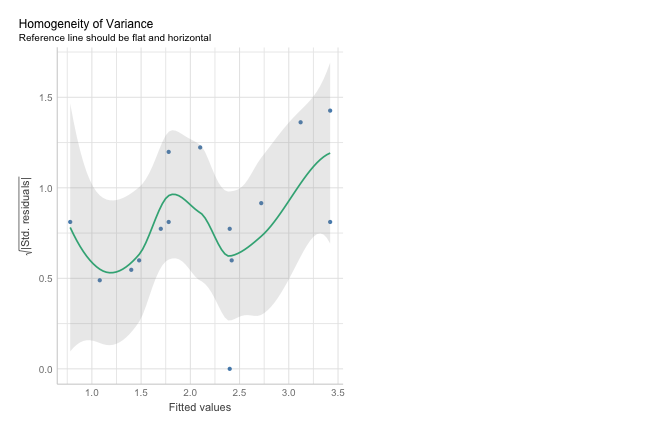 Homogeneity of Variance
Reference line should be flat and horizontal
√|Std. residuals|
1.5
1.0
0.5
0.0
1.0 1.5 2.0 2.5 3.0 3.5
Fitted values